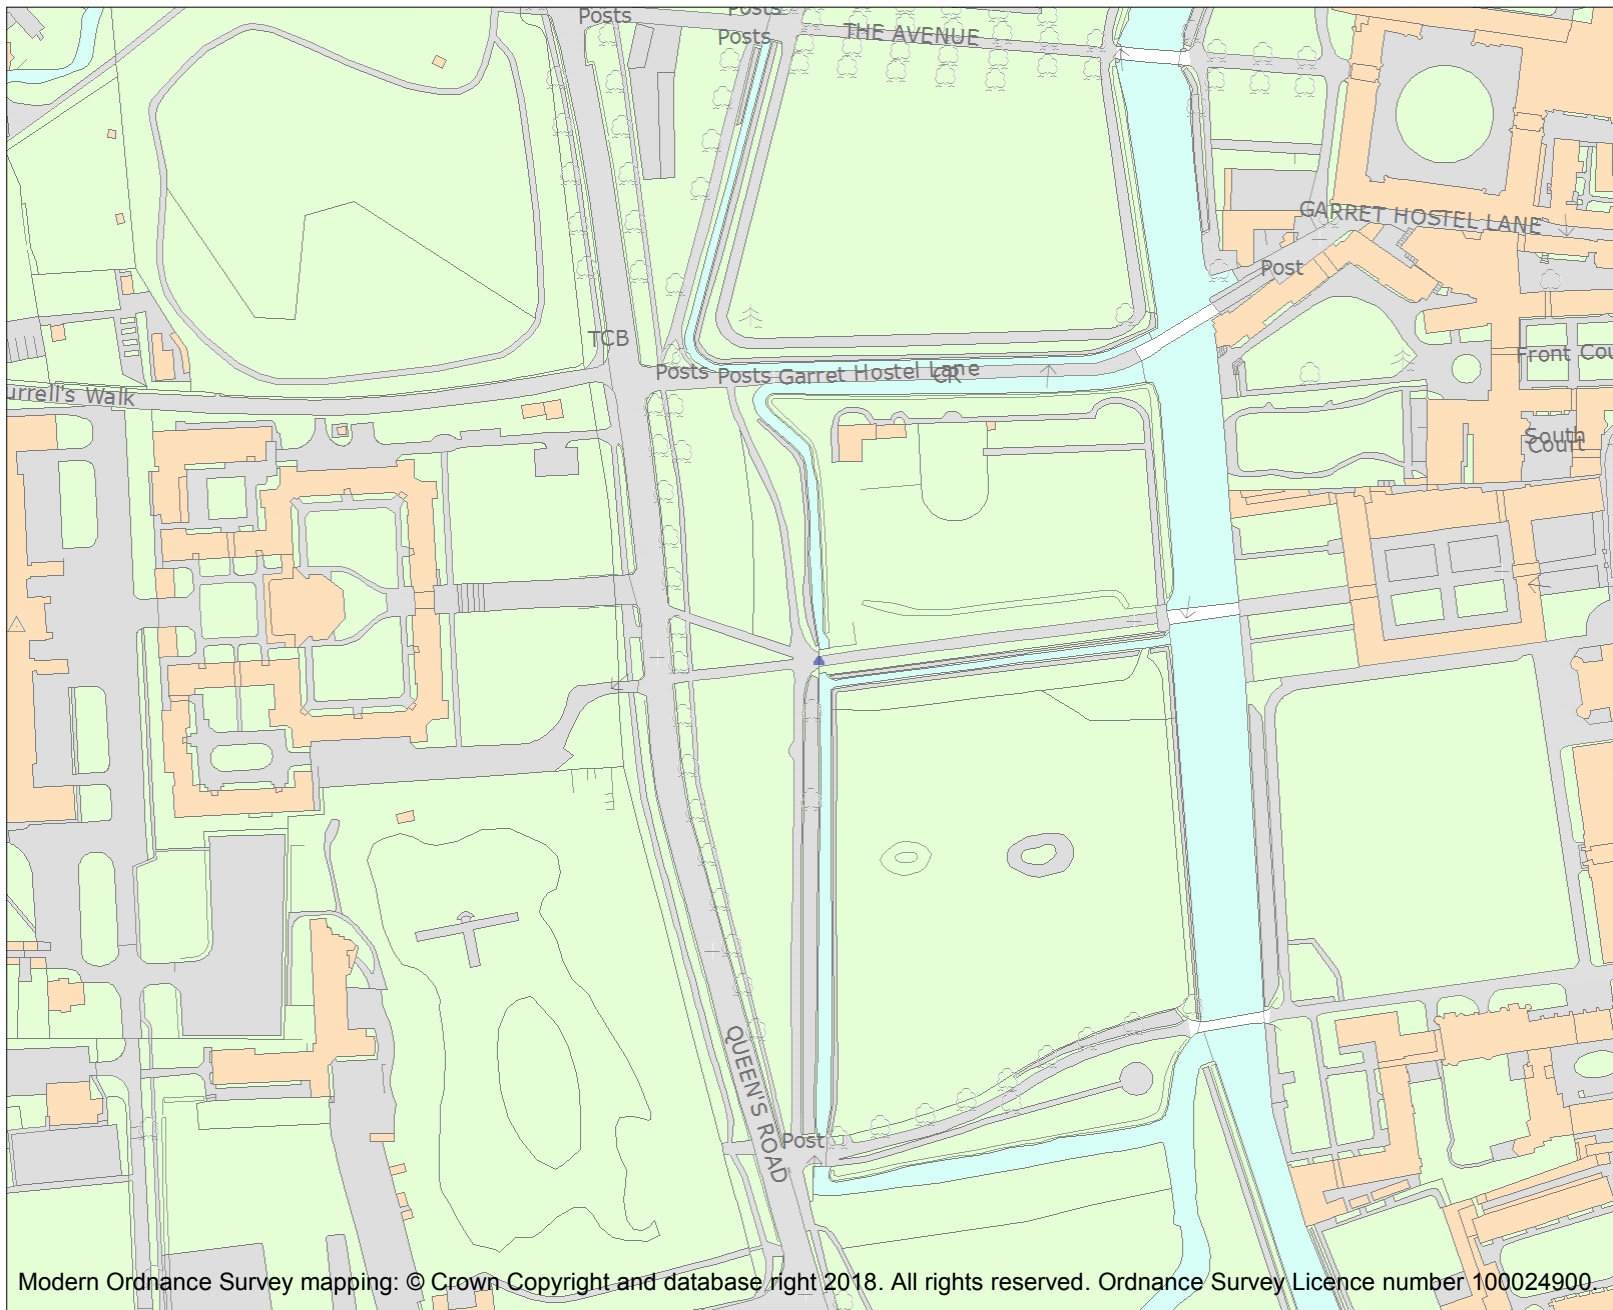 Posts
Posts
Posts
THE AVENUE
GARRET HOSTEL LANE
Post
TCB
Front Cou
Posts
Posts
Garret Hostel Lane
CR
urrell's Walk
South
Court
QUEEN'S ROAD
Post
Modern Ordnance Survey mapping: © Crown Copyright and database right 2018. All rights reserved. Ordnance Survey Licence number 100024900.